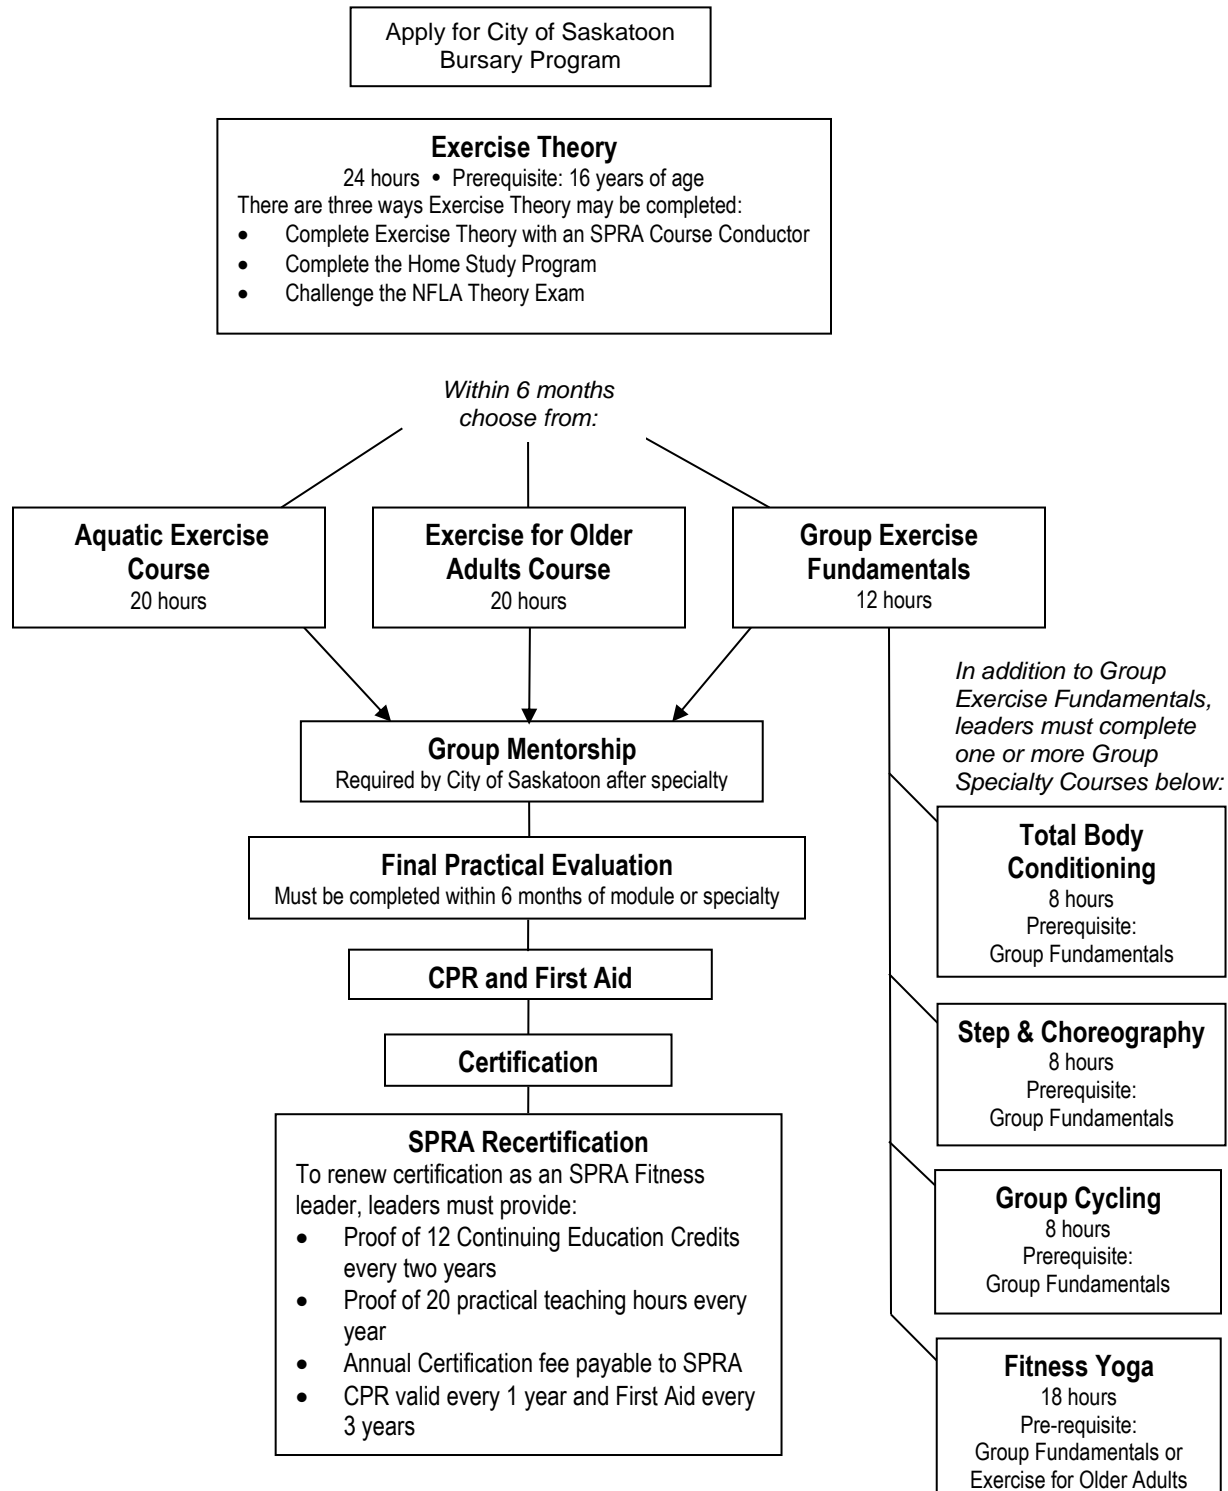 Apply for City of Saskatoon
Bursary Program
Exercise Theory
24 hours • Prerequisite: 16 years of age
There are three ways Exercise Theory may be completed:
• Complete Exercise Theory with an SPRA Course Conductor
• Complete the Home Study Program
• Challenge the NFLA Theory Exam
Within 6 months
choose from:
Aquatic Exercise
Course
20 hours
Exercise for Older
Adults Course
20 hours
Group Exercise
Fundamentals
12 hours
In addition to Group
Exercise Fundamentals,
leaders must complete
one or more Group
Specialty Courses below:
Group Mentorship
Required by City of Saskatoon after specialty
Final Practical Evaluation
Must be completed within 6 months of module or specialty
CPR and First Aid
Certification
SPRA Recertification
To renew certification as an SPRA Fitness
leader, leaders must provide:
• Proof of 12 Continuing Education Credits
every two years
• Proof of 20 practical teaching hours every
year
• Annual Certification fee payable to SPRA
• CPR valid every 1 year and First Aid every
3 years
Total Body
Conditioning
8 hours
Prerequisite:
Group Fundamentals
Step & Choreography
8 hours
Prerequisite:
Group Fundamentals
Group Cycling
8 hours
Prerequisite:
Group Fundamentals
Fitness Yoga
18 hours
Pre-requisite:
Group Fundamentals or
Exercise for Older Adults